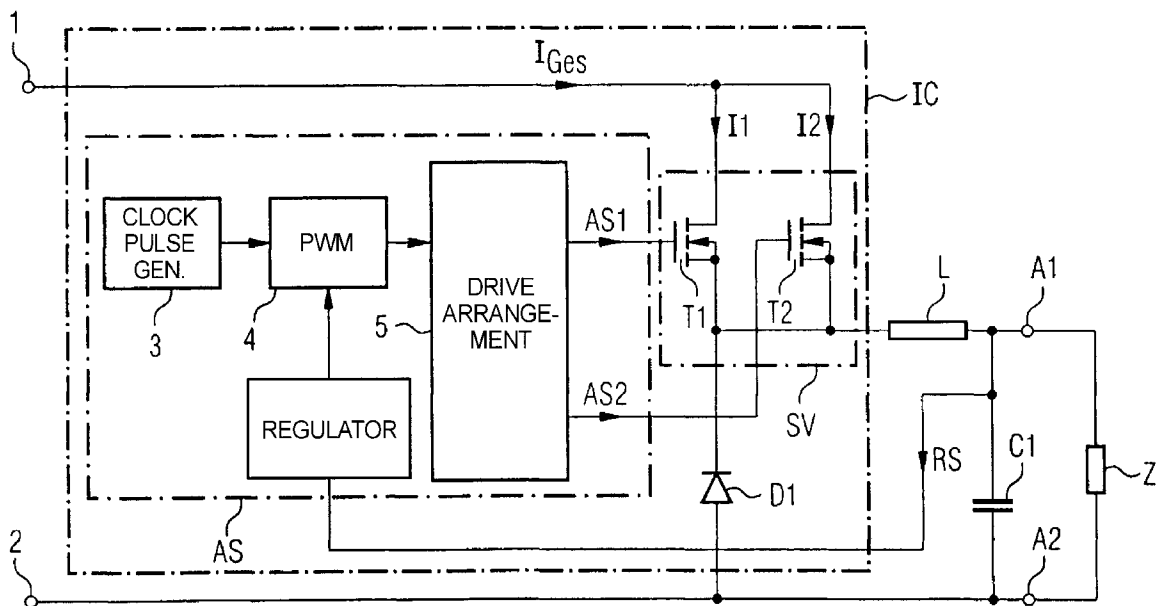 1
I_Ges
IC
I1
I2
CLOCK
PULSE
GEN.
PWM
DRIVE
ARRANGE-
MENT
AS1
3
4
5
T1
T2
L
A1
REGULATOR
AS2
SV
RS
C1
Z
D1
AS
2
A2